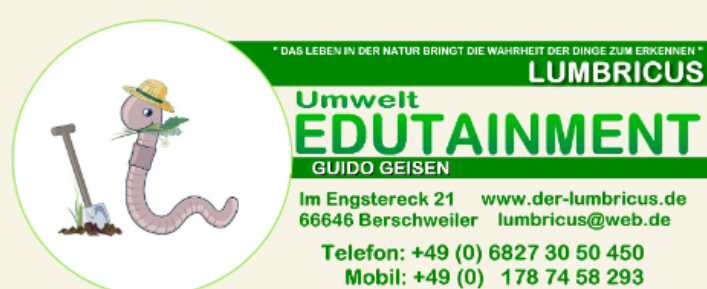 " DAS LEBEN IN DER NATUR BRINGT DIE WAHRHEIT DER DINGE ZUM ERKENNEN "
LUMBRICUS
Umwelt
EDUTAINMENT
GUIDO GEISEN
Im Engstereck 21 www.der-lumbricus.de
66646 Berschweiler lumbricus@web.de
Telefon: +49 (0) 6827 30 50 450
Mobil: +49 (0) 178 74 58 293